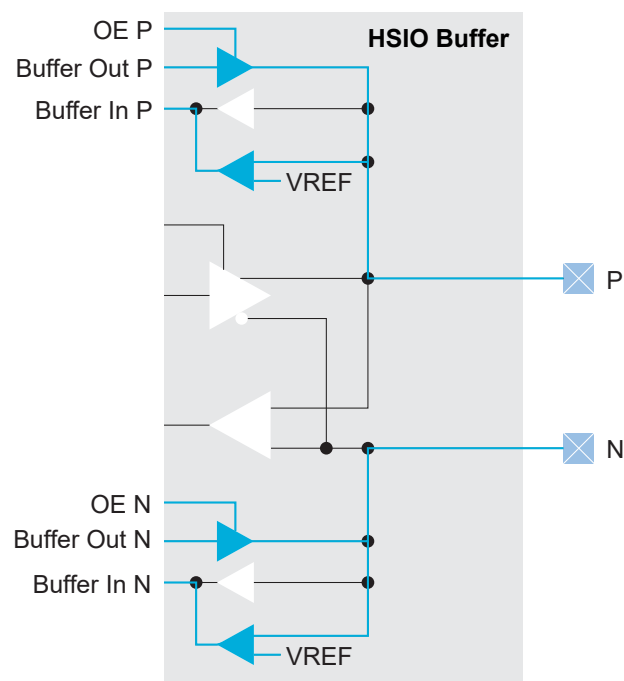 OE P
HSIO Buffer
Buffer Out P
Buffer In P
VREF
P
N
OE N
Buffer Out N
Buffer In N
VREF